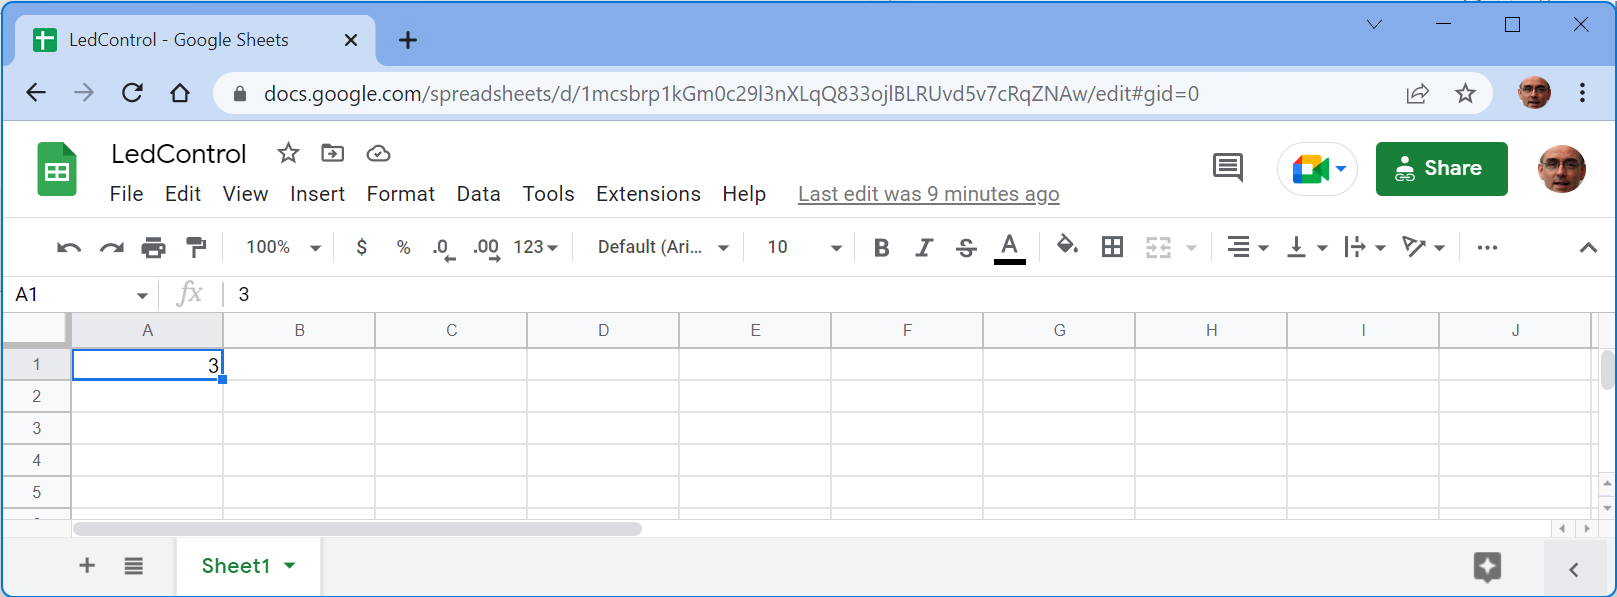 LedControl - Google Sheets
docs.google.com/spreadsheets/d/1mcsbrp1kGm0c29l3nXLqQ833ojlBLRUvd5v7cRqZNAw/edit#gid=0
LedControl
Share
File Edit View Insert Format Data Tools Extensions Help Last edit was 9 minutes ago
100% $ % .0 .00 123 Default (Ari... 10 B I S A
A1 fx 3
A B C D E F G H I J
1 3
2
3
4
5
Sheet1